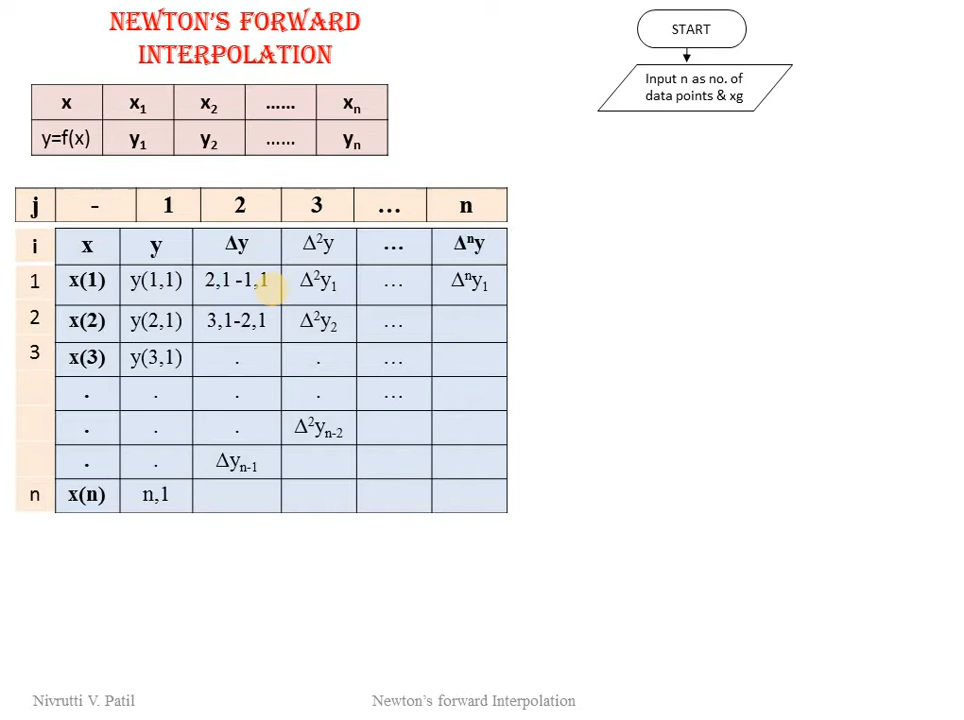 NEWTON'S FORWARD
INTERPOLATION
START
Input n as no. of
data points & xg
x x₁ x₂ ...... xₙ
y=f(x) y₁ y₂ ...... yₙ
j - 1 2 3 ... n
i x y Δy Δ²y ... Δⁿy
1 x(1) y(1,1) 2,1 -1,1 Δ²y₁ ... Δⁿy₁
2 x(2) y(2,1) 3,1-2,1 Δ²y₂ ...
3 x(3) y(3,1) . . ...
. . . . ...
. . . Δ²yₙ₋₂
. . Δyₙ₋₁
n x(n) n,1
Nivrutti V. Patil
Newton's forward Interpolation